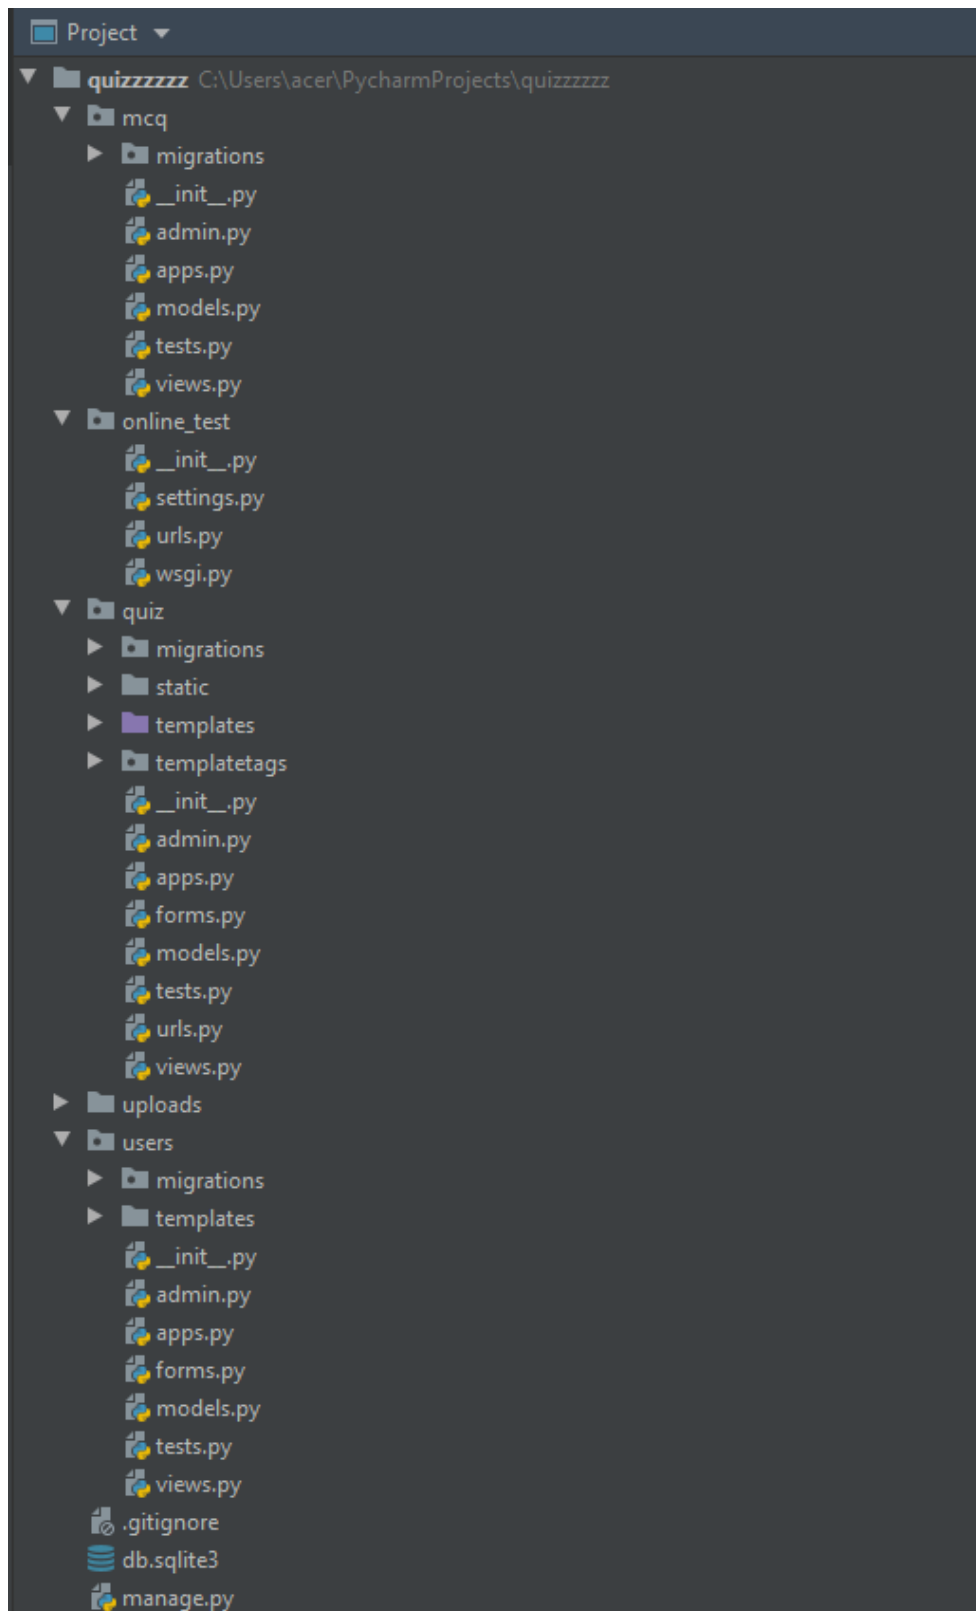 Project
quizzzzzz C:\Users\acer\PycharmProjects\quizzzzzz
mcq
migrations
__init__.py
admin.py
apps.py
models.py
tests.py
views.py
online_test
__init__.py
settings.py
urls.py
wsgi.py
quiz
migrations
static
templates
templatetags
__init__.py
admin.py
apps.py
forms.py
models.py
tests.py
urls.py
views.py
uploads
users
migrations
templates
__init__.py
admin.py
apps.py
forms.py
models.py
tests.py
views.py
.gitignore
db.sqlite3
manage.py